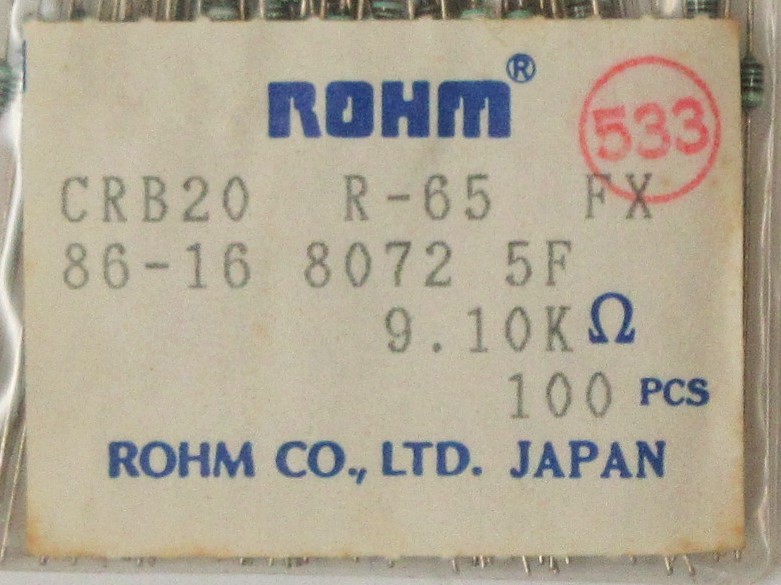 ROHM®
533
CRB20 R-65 FX
86-16 8072 5F
9.10KΩ
100 PCS
ROHM CO., LTD. JAPAN